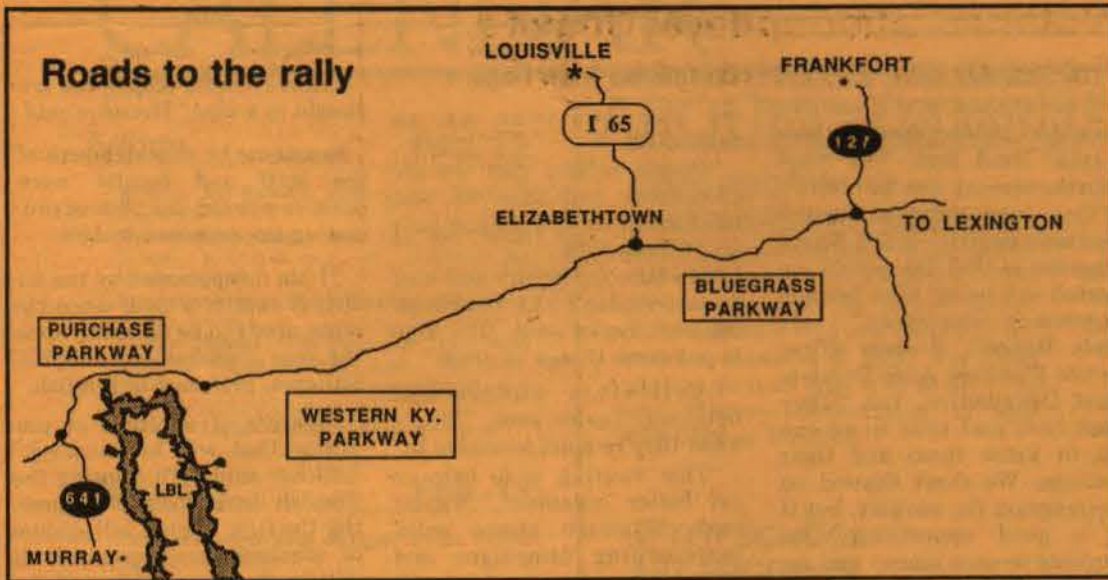 Roads to the rally
LOUISVILLE
*
I 65
FRANKFORT
127
ELIZABETHTOWN
TO LEXINGTON
BLUEGRASS
PARKWAY
PURCHASE
PARKWAY
WESTERN KY.
PARKWAY
641
LBL
MURRAY